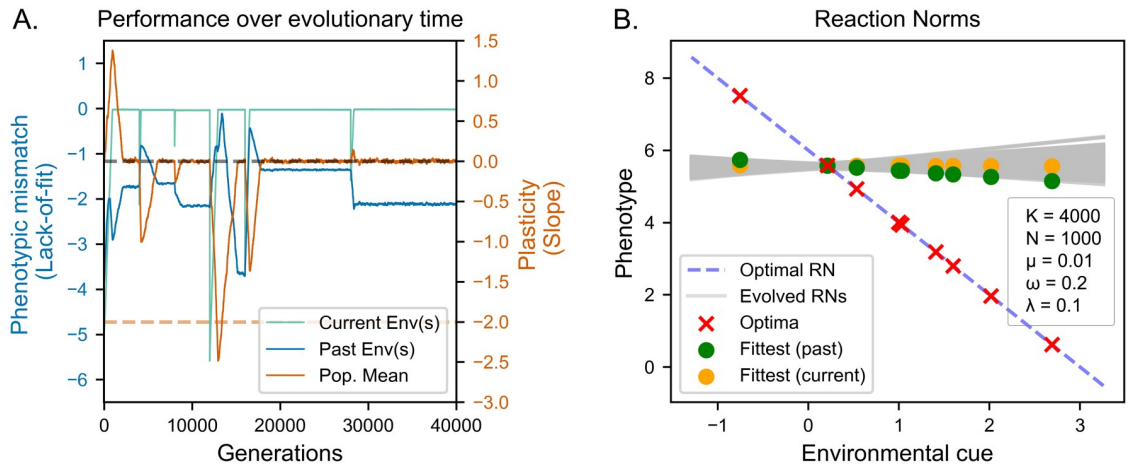 A.
Performance over evolutionary time
1
0
−1
−2
−3
−4
−5
−6
Phenotypic mismatch
(Lack-of-fit)
1.5
1.0
0.5
0.0
−0.5
−1.0
−1.5
−2.0
−2.5
−3.0
Plasticity
(Slope)
Current Env(s)
Past Env(s)
Pop. Mean
0
10000
20000
30000
40000
Generations
B.
Reaction Norms
8
6
4
2
0
Phenotype
K = 4000
N = 1000
μ = 0.01
ω = 0.2
λ = 0.1
Optimal RN
Evolved RNs
Optima
Fittest (past)
Fittest (current)
−1
0
1
2
3
Environmental cue